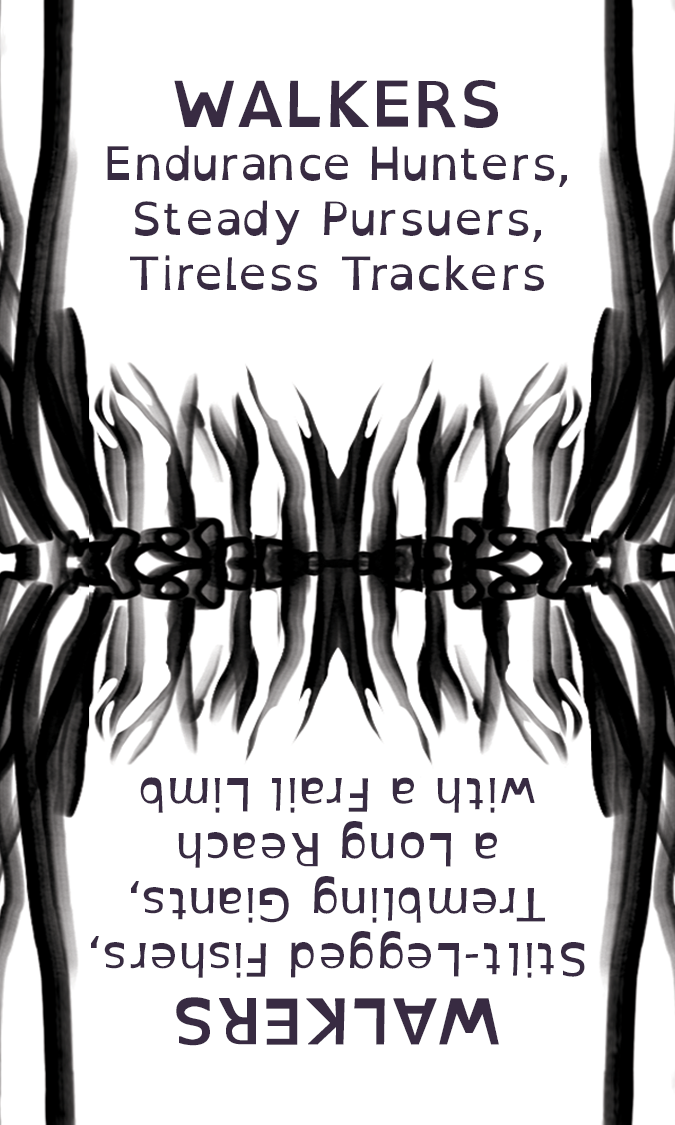 WALKERS
Endurance Hunters,
Steady Pursuers,
Tireless Trackers
WALKERS
Stilt-Legged Fishers,
Trembling Giants,
a Long Reach
with a Frail Limb